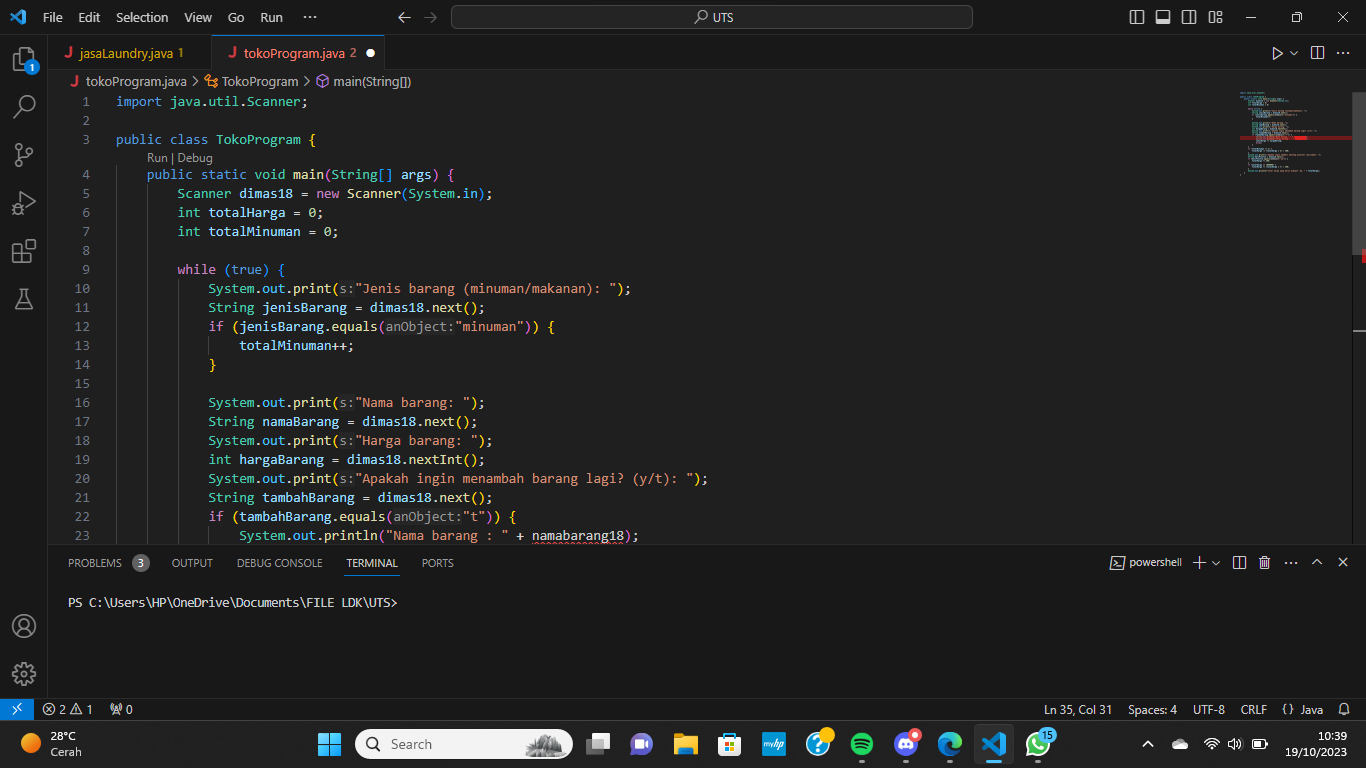 File Edit Selection View Go Run ··· UTS
jasaLaundry.java 1 tokoProgram.java 2
tokoProgram.java > TokoProgram > main(String[])
1 import java.util.Scanner;
2
3 public class TokoProgram {
Run | Debug
4 public static void main(String[] args) {
5 Scanner dimas18 = new Scanner(System.in);
6 int totalHarga = 0;
7 int totalMinuman = 0;
8
9 while (true) {
10 System.out.print(s:"Jenis barang (minuman/makanan): ");
11 String jenisBarang = dimas18.next();
12 if (jenisBarang.equals(anObject:"minuman")) {
13 totalMinuman++;
14 }
15
16 System.out.print(s:"Nama barang: ");
17 String namaBarang = dimas18.next();
18 System.out.print(s:"Harga barang: ");
19 int hargaBarang = dimas18.nextInt();
20 System.out.print(s:"Apakah ingin menambah barang lagi? (y/t): ");
21 String tambahBarang = dimas18.next();
22 if (tambahBarang.equals(anObject:"t")) {
23 System.out.println("Nama barang : " + namabarang18);
PROBLEMS 3 OUTPUT DEBUG CONSOLE TERMINAL PORTS powershell
PS C:\Users\HP\OneDrive\Documents\FILE LDK\UTS>
1
2 1 0 Ln 35, Col 31 Spaces: 4 UTF-8 CRLF {} Java
28°C
Cerah
Search
myhp
15
10:39
19/10/2023